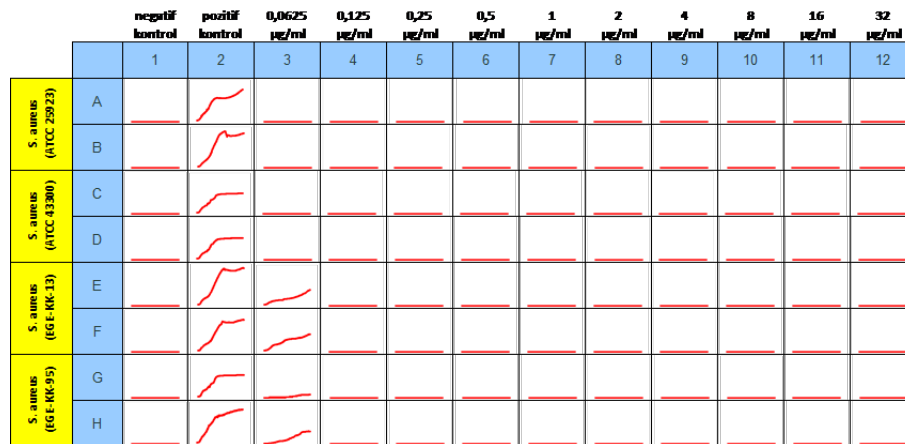 negatif kontrol pozitif kontrol 0,0625 µg/ml 0,125 µg/ml 0,25 µg/ml 0,5 µg/ml 1 µg/ml 2 µg/ml 4 µg/ml 8 µg/ml 16 µg/ml 32 µg/ml
1 2 3 4 5 6 7 8 9 10 11 12
S. aureus
(ATCC 25923)
A
B
S. aureus
(ATCC 43300)
C
D
S. aureus
(EGE-KK-13)
E
F
S. aureus
(EGE-KK-95)
G
H